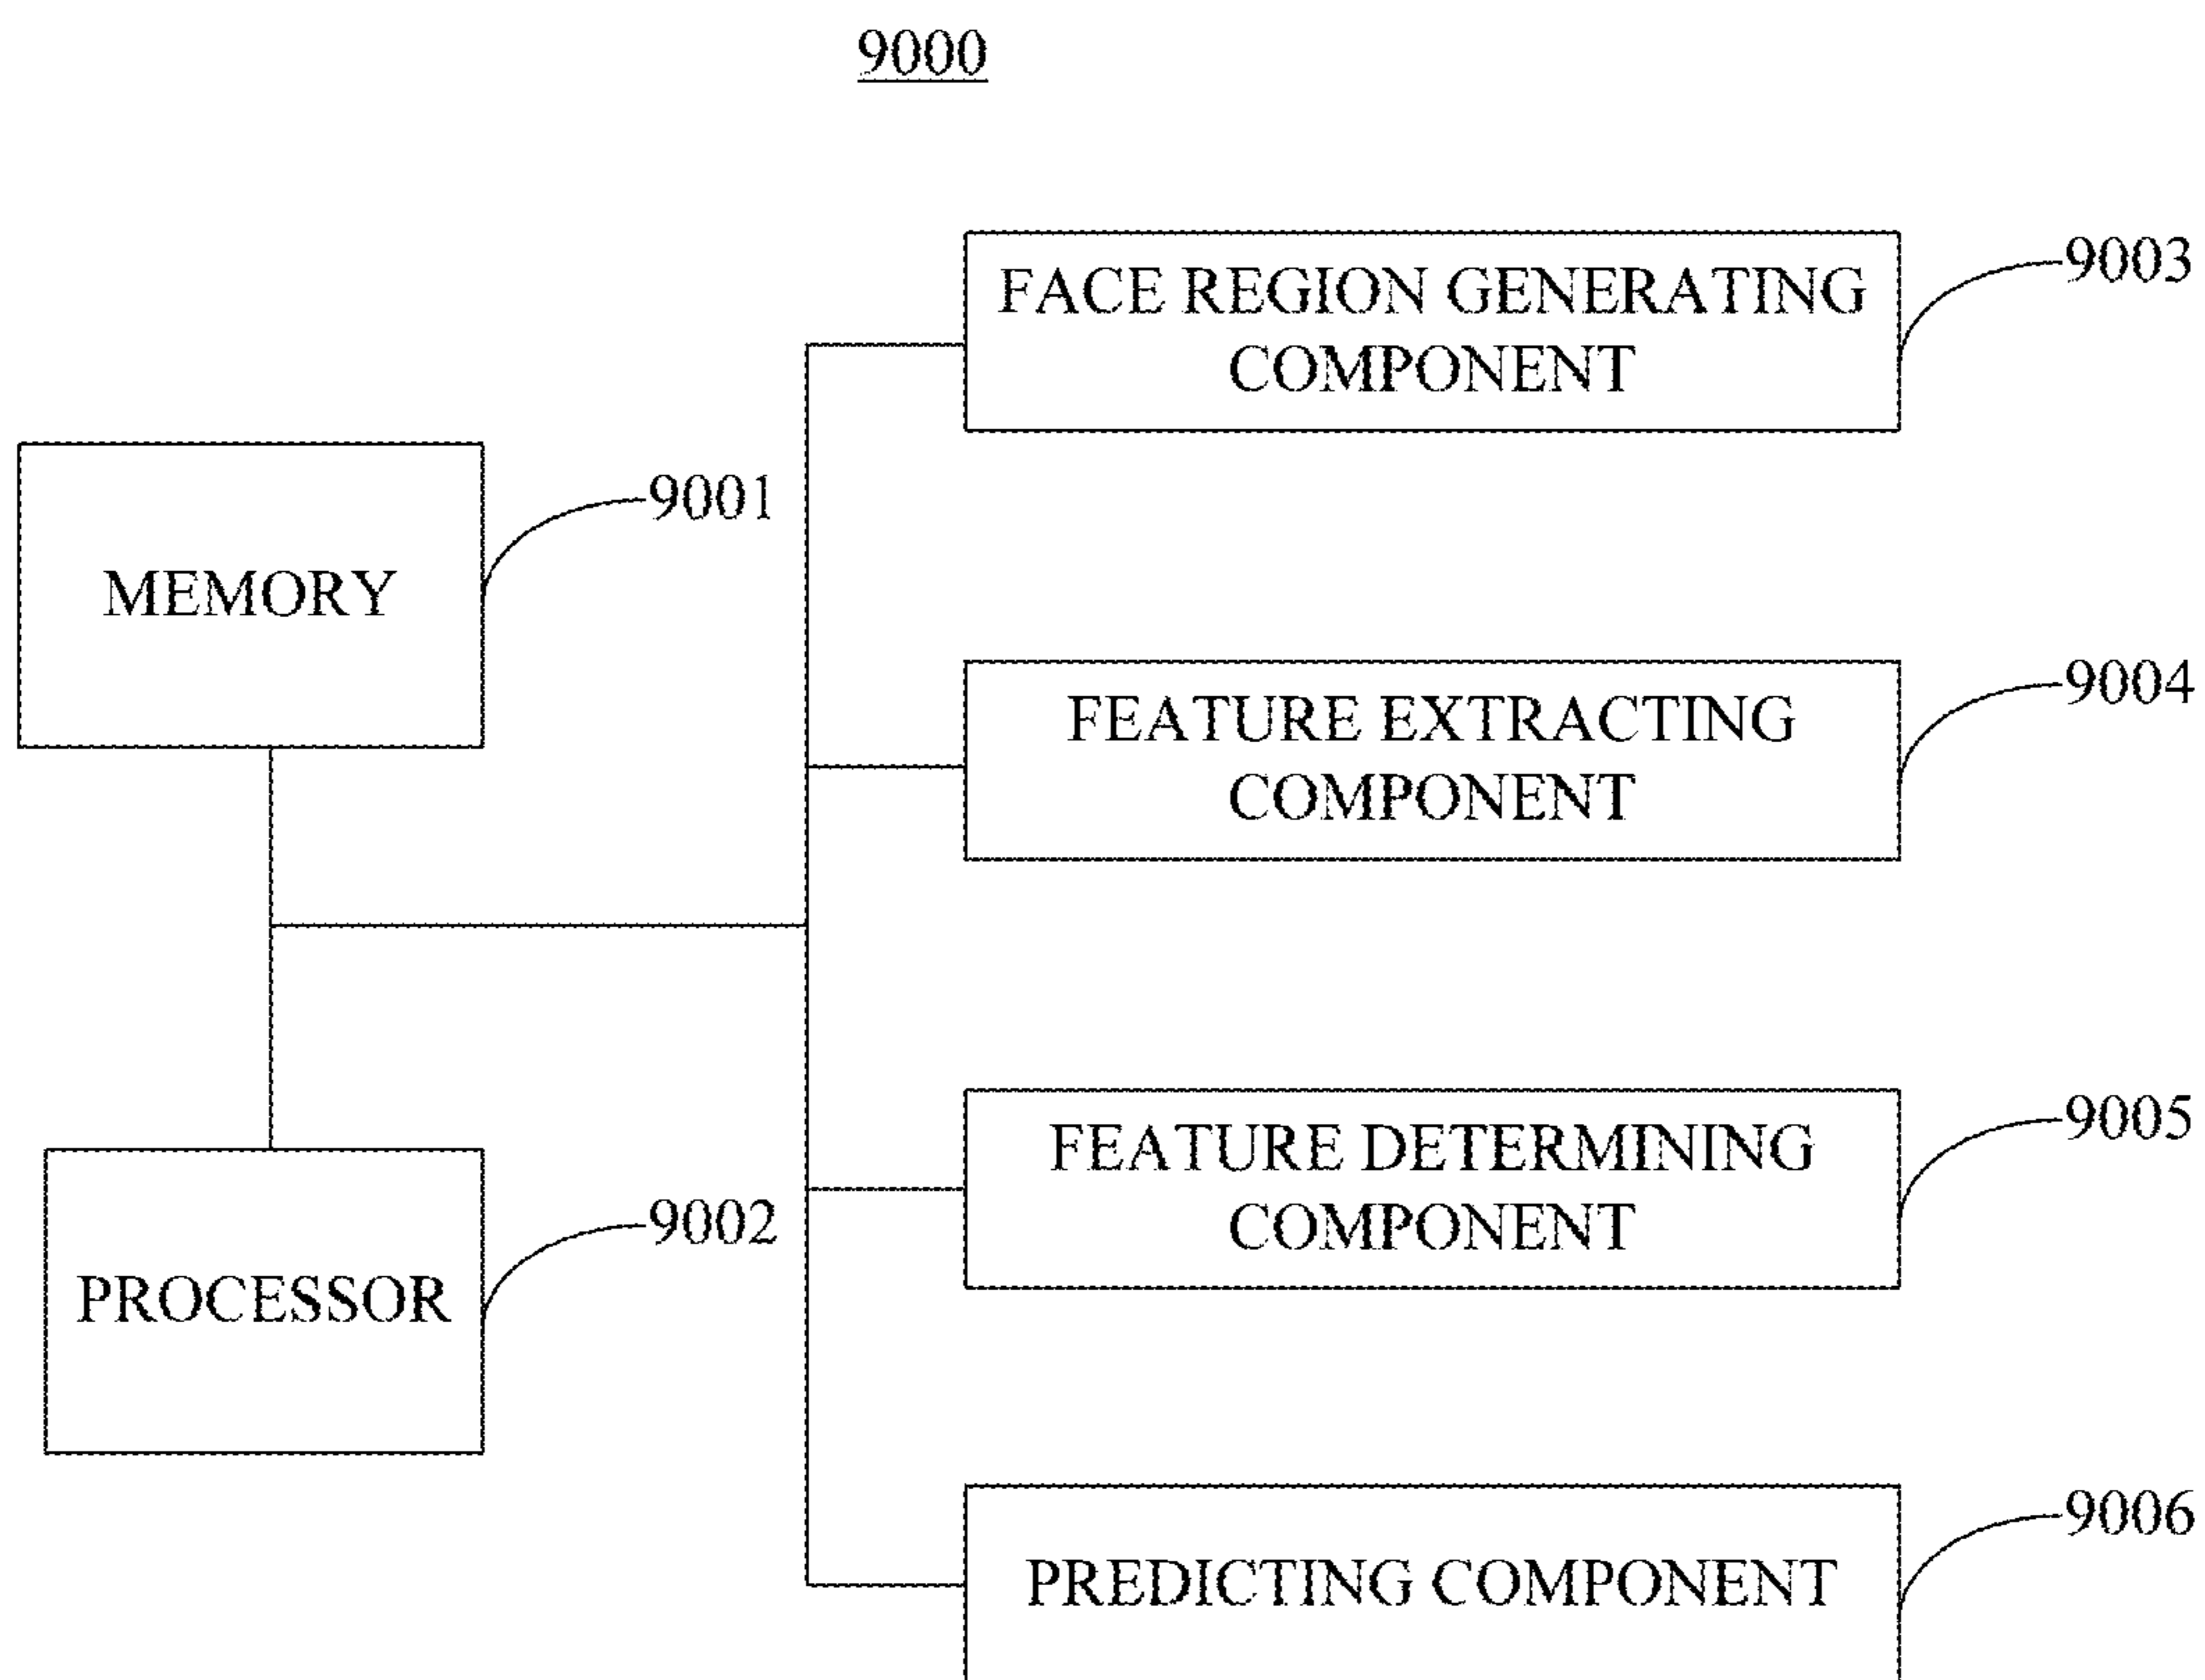 9000
FACE REGION GENERATING
COMPONENT
9003
MEMORY
9001
FEATURE EXTRACTING
COMPONENT
9004
FEATURE DETERMINING
COMPONENT
9005
PROCESSOR
9002
PREDICTING COMPONENT
9006